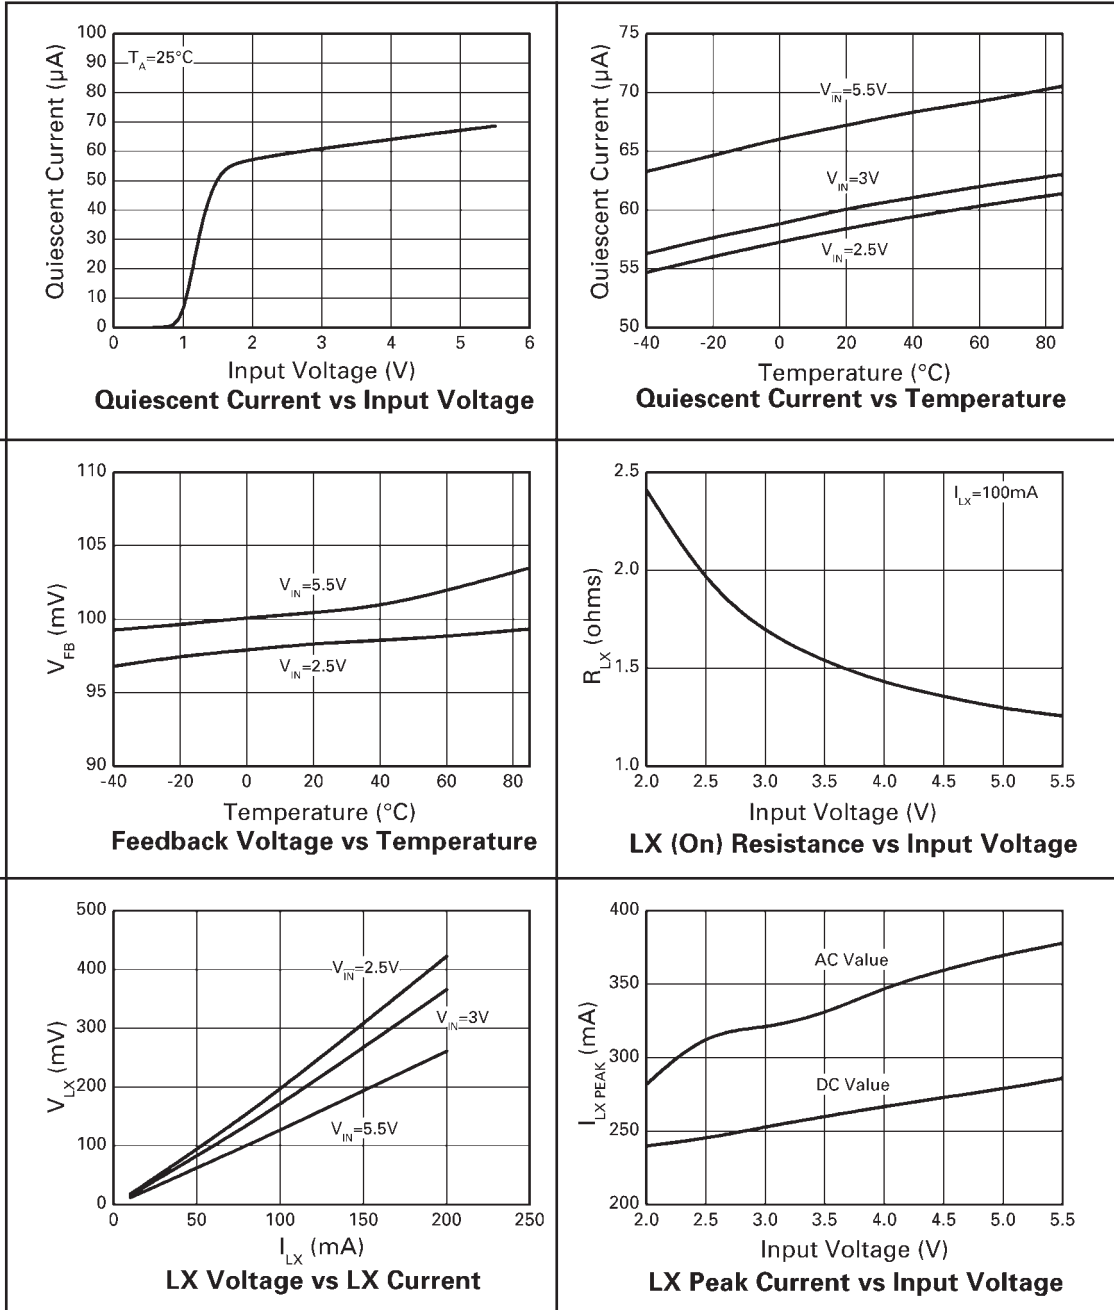 100
90
80
70
60
50
40
30
20
10
0
Quiescent Current (µA)
T_A=25°C
0 1 2 3 4 5 6
Input Voltage (V)
Quiescent Current vs Input Voltage
75
70
65
60
55
50
Quiescent Current (µA)
V_IN=5.5V
V_IN=3V
V_IN=2.5V
-40 -20 0 20 40 60 80
Temperature (°C)
Quiescent Current vs Temperature
110
105
100
95
90
V_FB (mV)
V_IN=5.5V
V_IN=2.5V
-40 -20 0 20 40 60 80
Temperature (°C)
Feedback Voltage vs Temperature
2.5
2.0
1.5
1.0
R_LX (ohms)
I_LX=100mA
2.0 2.5 3.0 3.5 4.0 4.5 5.0 5.5
Input Voltage (V)
LX (On) Resistance vs Input Voltage
500
400
300
200
100
0
V_LX (mV)
V_IN=2.5V
V_IN=3V
V_IN=5.5V
0 50 100 150 200 250
I_LX (mA)
LX Voltage vs LX Current
400
350
300
250
200
I_LX PEAK (mA)
AC Value
DC Value
2.0 2.5 3.0 3.5 4.0 4.5 5.0 5.5
Input Voltage (V)
LX Peak Current vs Input Voltage